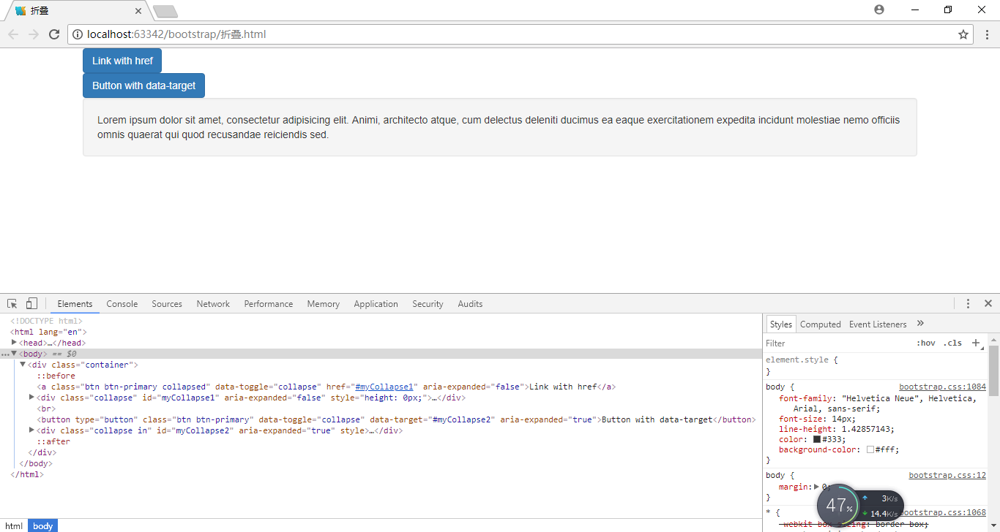 折叠
localhost:63342/bootstrap/折叠.html
Link with href
Button with data-target
Lorem ipsum dolor sit amet, consectetur adipisicing elit. Animi, architecto atque, cum delectus deleniti ducimus ea eaque exercitationem expedita incidunt molestiae nemo officiis
omnis quaerat qui quod recusandae reiciendis sed.
Elements Console Sources Network Performance Memory Application Security Audits
<!DOCTYPE html>
<html lang="en">
<head>…</head>
<body> == $0
<div class="container">
::before
<a class="btn btn-primary collapsed" data-toggle="collapse" href="#myCollapse1" aria-expanded="false">Link with href</a>
<div class="collapse" id="myCollapse1" aria-expanded="false" style="height: 0px;">…</div>
<br>
<button type="button" class="btn btn-primary" data-toggle="collapse" data-target="#myCollapse2" aria-expanded="true">Button with data-target</button>
<div class="collapse in" id="myCollapse2" aria-expanded="true" style>…</div>
::after
</div>
</body>
</html>
html body
Styles Computed Event Listeners »
Filter :hov .cls +
element.style {
}
body { bootstrap.css:1084
font-family: "Helvetica Neue", Helvetica,
Arial, sans-serif;
font-size: 14px;
line-height: 1.42857143;
color: #333;
background-color: #fff;
}
body { bootstrap.css:12
margin: 0;
}
* { bootstrap.css:1068
-webkit-box-sizing: border-box;
47%
3K/s
14.4K/s